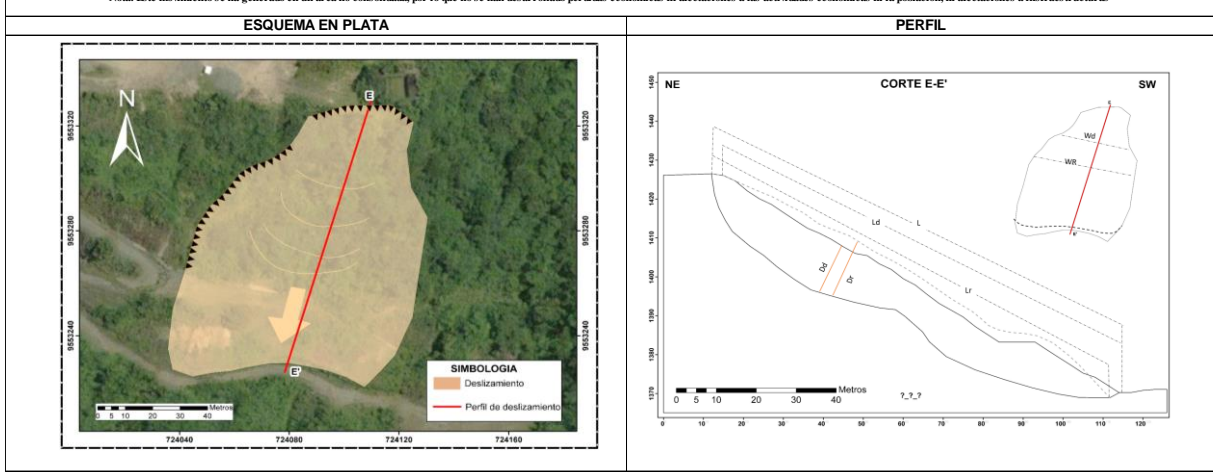 ESQUEMA EN PLATA
PERFIL
N
E
E'
9553320
9553280
9553240
724040
724080
724120
724160
Metros
0 5 10 20 30 40
SIMBOLOGIA
Deslizamiento
Perfil de deslizamiento
NE
CORTE E-E'
SW
1450
1440
1430
1420
1410
1400
1390
1380
1370
Wd
WR
L
Ld
Lr
Dd
Dr
Metros
0 5 10 20 30 40
?_?_?
0 10 20 30 40 50 60 70 80 90 100 110 120